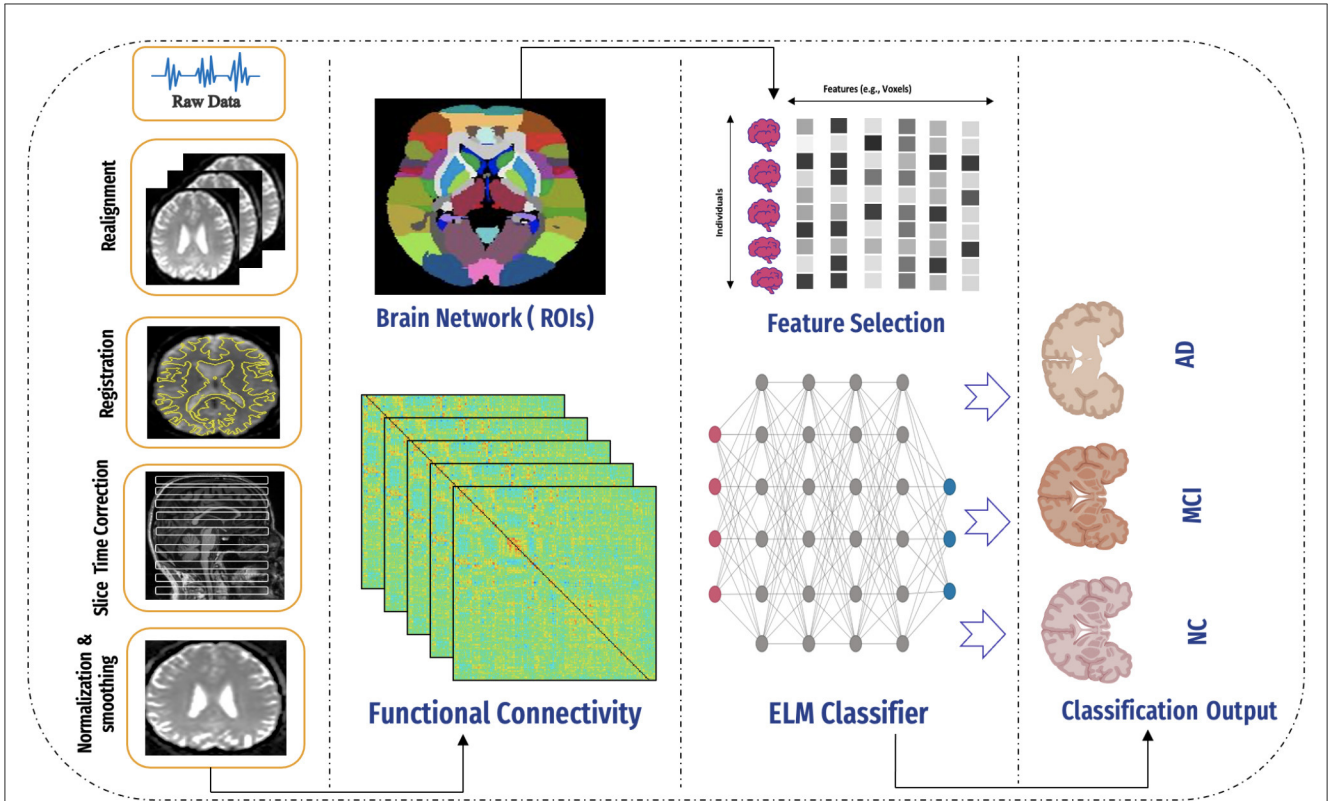 Raw Data
Realignment
Registration
Slice Time Correction
Normalization &
smoothing
Brain Network ( ROIs)
Functional Connectivity
Features (e.g., Voxels)
Individuals
Feature Selection
ELM Classifier
AD
MCI
NC
Classification Output